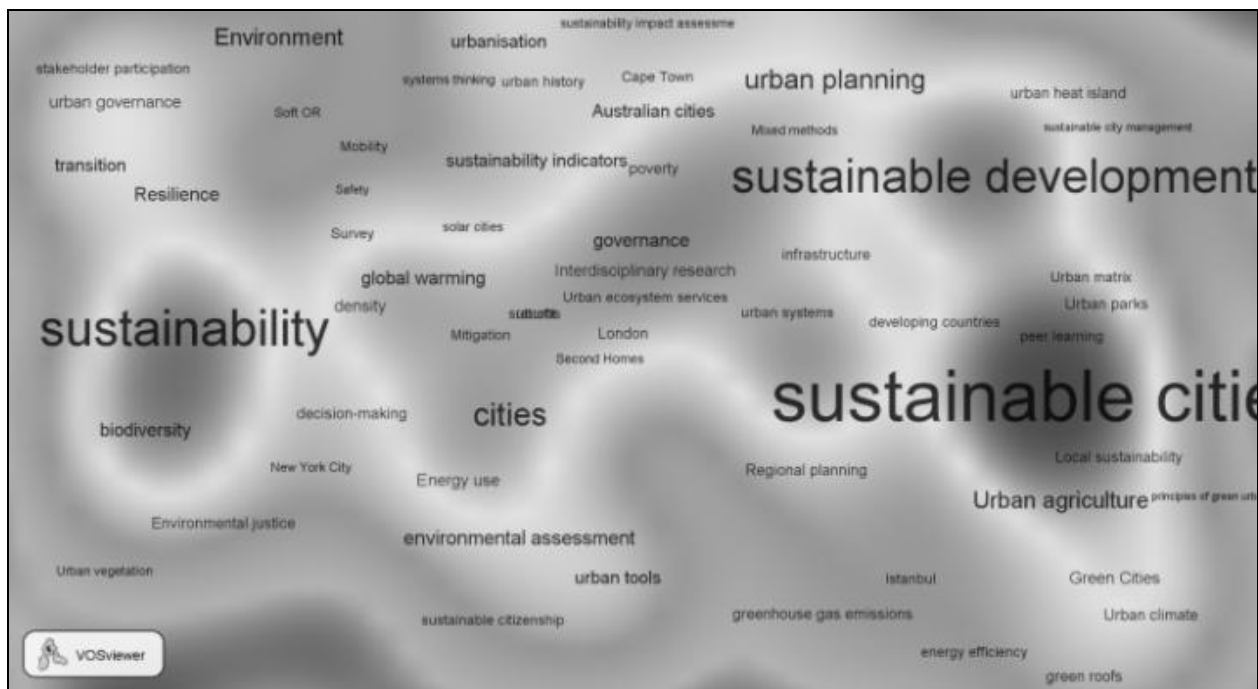 sustainability impact assessme
Environment
urbanisation
stakeholder participation
systems thinking
urban history
Cape Town
urban planning
urban heat island
urban governance
Soft OR
Australian cities
Mixed methods
sustainable city management
Mobility
transition
sustainability indicators
poverty
sustainable development
Resilience
Safety
Survey
solar cities
governance
infrastructure
global warming
Interdisciplinary research
Urban matrix
density
Urban ecosystem services
Urban parks
urban systems
developing countries
sustainability
Mitigation
London
peer learning
Second Homes
sustainable citie
decision-making
cities
biodiversity
Local sustainability
New York City
Energy use
Regional planning
Urban agriculture
principles of green urb
Environmental justice
environmental assessment
Urban vegetation
urban tools
Istanbul
Green Cities
sustainable citizenship
greenhouse gas emissions
Urban climate
VOSviewer
energy efficiency
green roofs